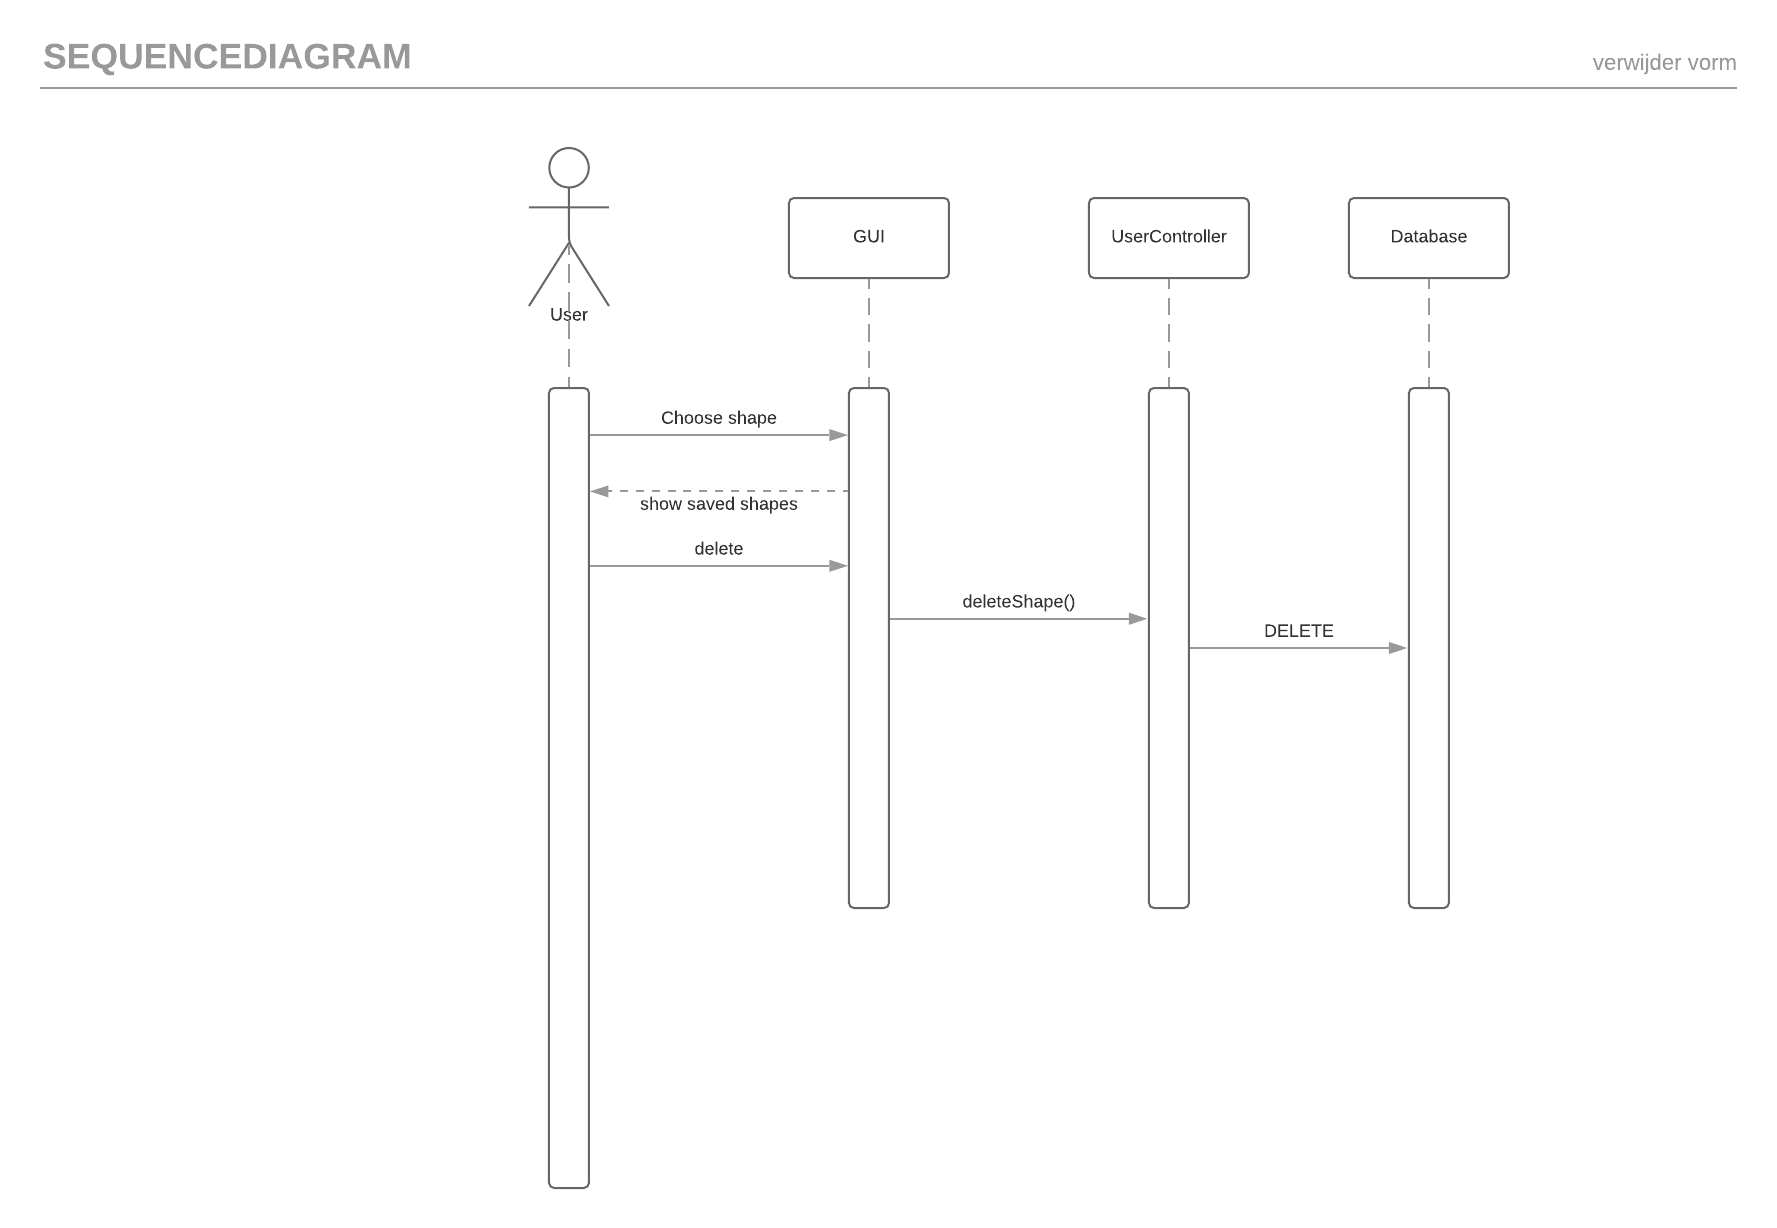 SEQUENCEDIAGRAM
verwijder vorm
User
GUI
UserController
Database
Choose shape
show saved shapes
delete
deleteShape()
DELETE